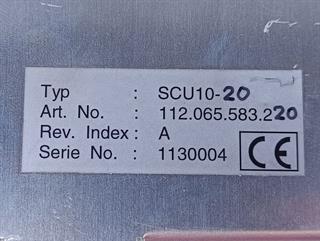 Typ : SCU10-20
Art. No. : 112.065.583.220
Rev. Index : A
Serie No. : 1130004
CE